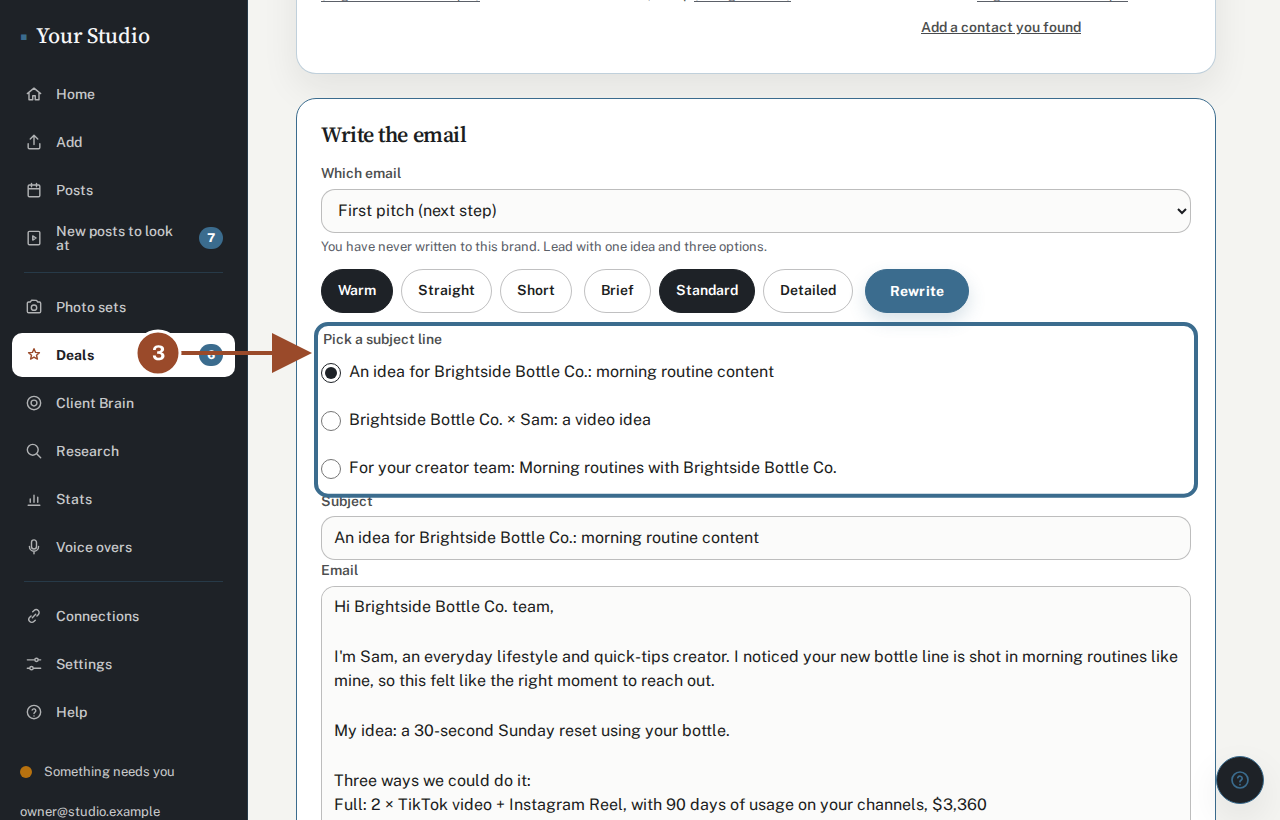 Your Studio
Home
Add
Posts
New posts to look
at
7
Photo sets
Deals
3
Client Brain
Research
Stats
Voice overs
Connections
Settings
Help
Something needs you
owner@studio.example
Add a contact you found
Write the email
Which email
First pitch (next step)
You have never written to this brand. Lead with one idea and three options.
Warm
Straight
Short
Brief
Standard
Detailed
Rewrite
Pick a subject line
An idea for Brightside Bottle Co.: morning routine content
Brightside Bottle Co. × Sam: a video idea
For your creator team: Morning routines with Brightside Bottle Co.
Subject
An idea for Brightside Bottle Co.: morning routine content
Email
Hi Brightside Bottle Co. team,
I'm Sam, an everyday lifestyle and quick-tips creator. I noticed your new bottle line is shot in morning routines like
mine, so this felt like the right moment to reach out.
My idea: a 30-second Sunday reset using your bottle.
Three ways we could do it:
Full: 2 × TikTok video + Instagram Reel, with 90 days of usage on your channels, $3,360